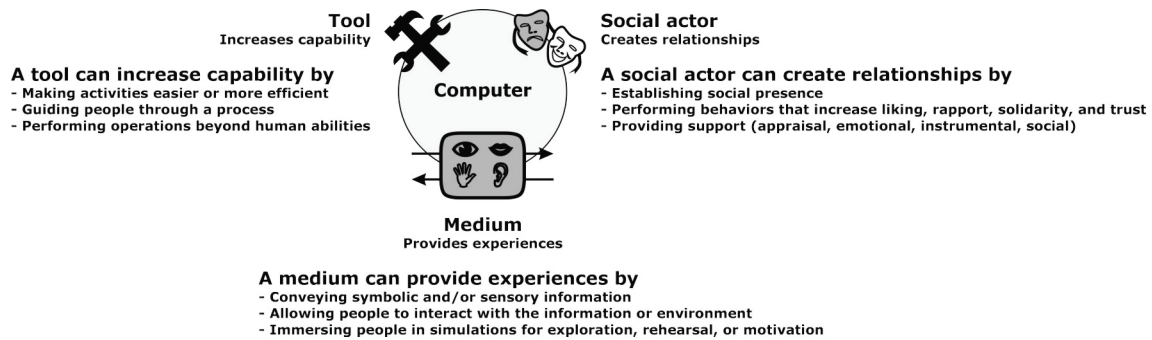 Tool
Increases capability
A tool can increase capability by
- Making activities easier or more efficient
- Guiding people through a process
- Performing operations beyond human abilities
Computer
Social actor
Creates relationships
A social actor can create relationships by
- Establishing social presence
- Performing behaviors that increase liking, rapport, solidarity, and trust
- Providing support (appraisal, emotional, instrumental, social)
Medium
Provides experiences
A medium can provide experiences by
- Conveying symbolic and/or sensory information
- Allowing people to interact with the information or environment
- Immersing people in simulations for exploration, rehearsal, or motivation